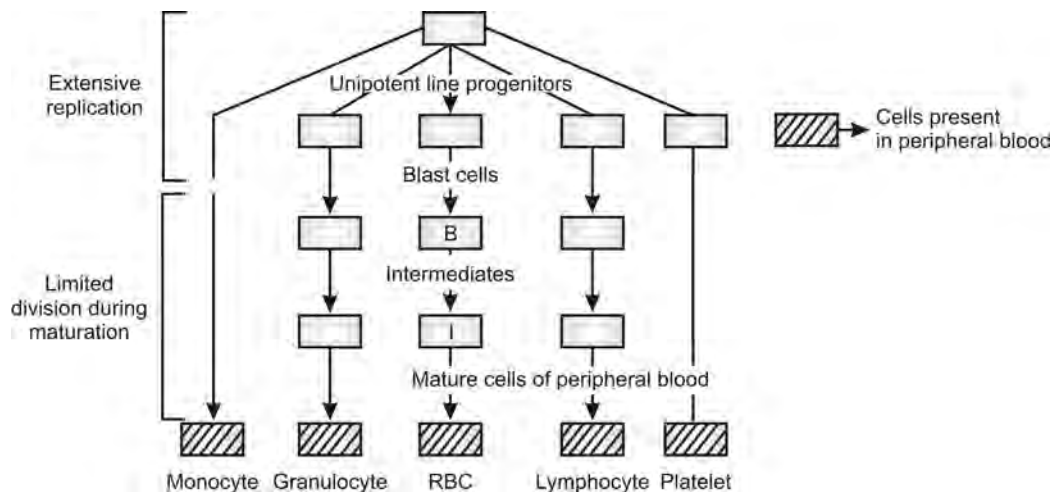 Extensive
replication
Unipotent line progenitors
Cells present
in peripheral blood
Blast cells
B
Intermediates
Limited
division during
maturation
I
Mature cells of peripheral blood
Monocyte Granulocyte RBC Lymphocyte Platelet